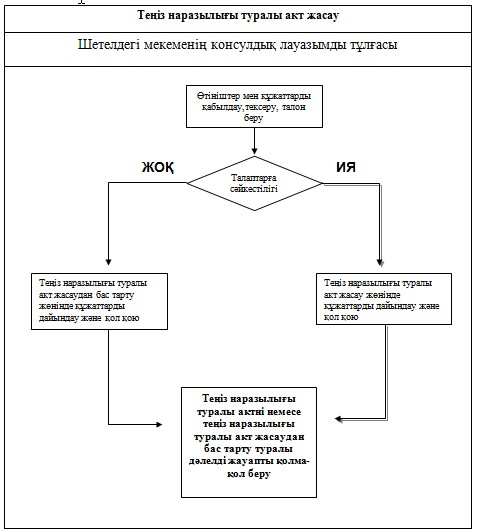 Теңіз наразылығы туралы акт жасау
Шетелдегі мекеменің консулдық лауазымды тұлғасы
Өтініштер мен құжаттарды
қабылдау,тексеру, талон
беру
ЖОҚ
ИЯ
Талаптарға
сәйкестілігі
Теңіз наразылығы туралы
акт жасаудан бас тарту
жөнінде құжаттарды
дайындау және қол қою
Теңіз наразылығы туралы
акт жасау жөнінде
құжаттарды дайындау және
қол қою
Теңіз наразылығы
туралы актіні немесе
теңіз наразылығы
туралы акт жасаудан
бас тарту туралы
дәлелді жауапты қолма-
қол беру